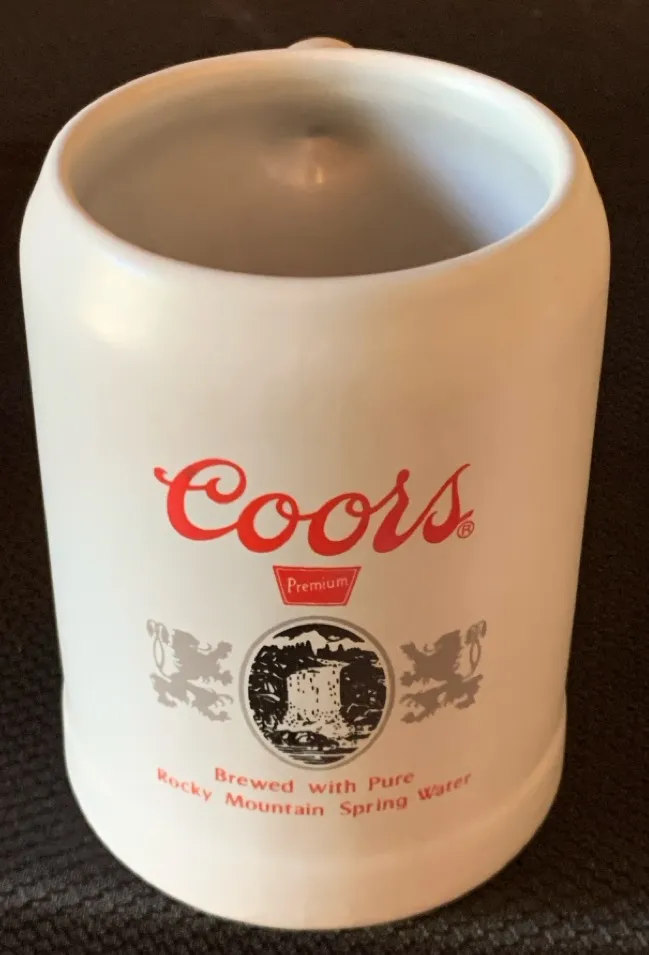 Coors®
Premium
Brewed with Pure
Rocky Mountain Spring Water